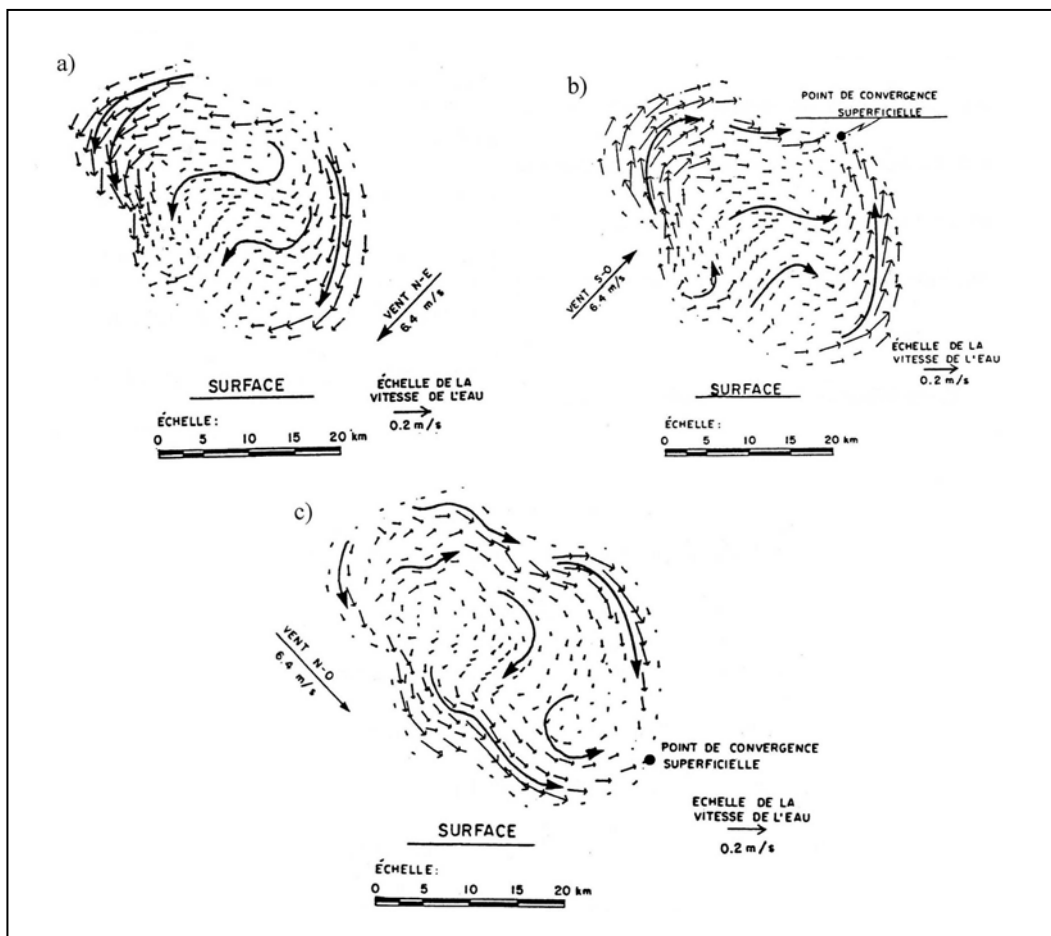 a)
VENT N-E
6.4 m/s
SURFACE
ÉCHELLE DE LA
VITESSE DE L'EAU
0.2 m/s
ÉCHELLE:
0 5 10 15 20 km
b)
POINT DE CONVERGENCE
SUPERFICIELLE
VENT S-O
6.4 m/s
ÉCHELLE DE LA
VITESSE DE L'EAU
0.2 m/s
SURFACE
ÉCHELLE:
0 5 10 15 20 km
c)
VENT N-O
6.4 m/s
POINT DE CONVERGENCE
SUPERFICIELLE
ECHELLE DE LA
VITESSE DE L'EAU
0.2 m/s
SURFACE
ÉCHELLE:
0 5 10 15 20 km